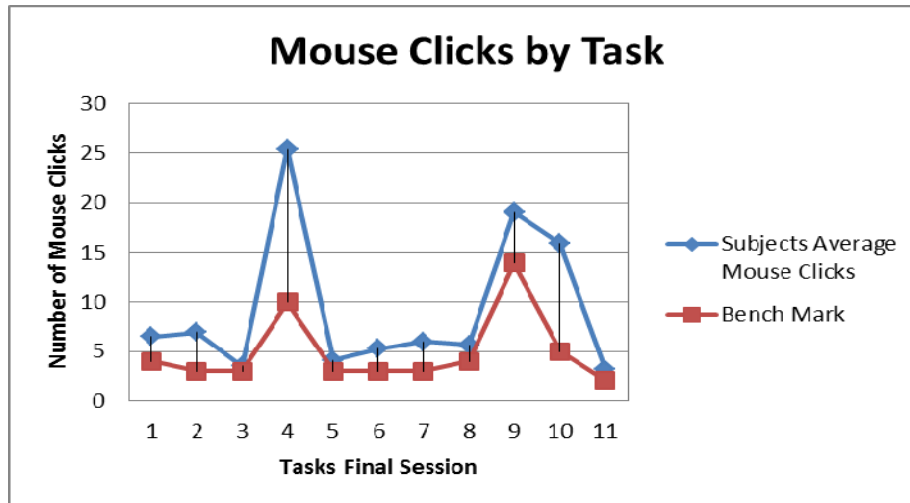 Mouse Clicks by Task
Number of Mouse Clicks
30
25
20
15
10
5
0
1 2 3 4 5 6 7 8 9 10 11
Tasks Final Session
Subjects Average
Mouse Clicks
Bench Mark